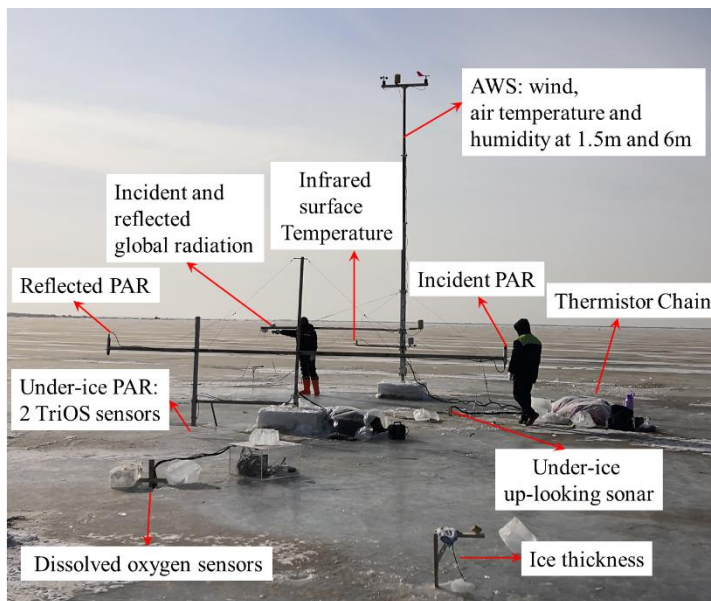 AWS: wind,
air temperature and
humidity at 1.5m and 6m
Incident and
reflected
global radiation
Infrared
surface
Temperature
Reflected PAR
Incident PAR
Thermistor Chain
Under-ice PAR:
2 TriOS sensors
Under-ice
up-looking sonar
Dissolved oxygen sensors
Ice thickness